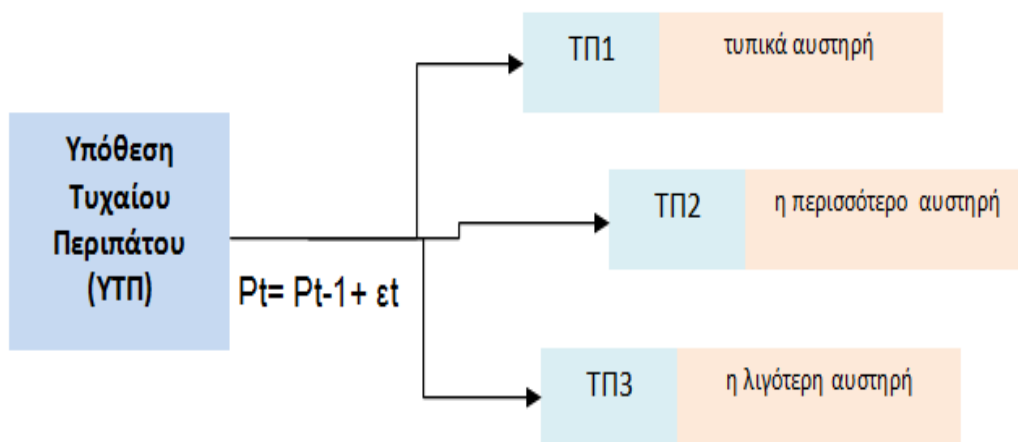 Υπόθεση
Τυχαίου
Περιπάτου
(ΥΤΠ)
Pt= Pt-1+ εt
ΤΠ1 τυπικά αυστηρή
ΤΠ2 η περισσότερο αυστηρή
ΤΠ3 η λιγότερη αυστηρή